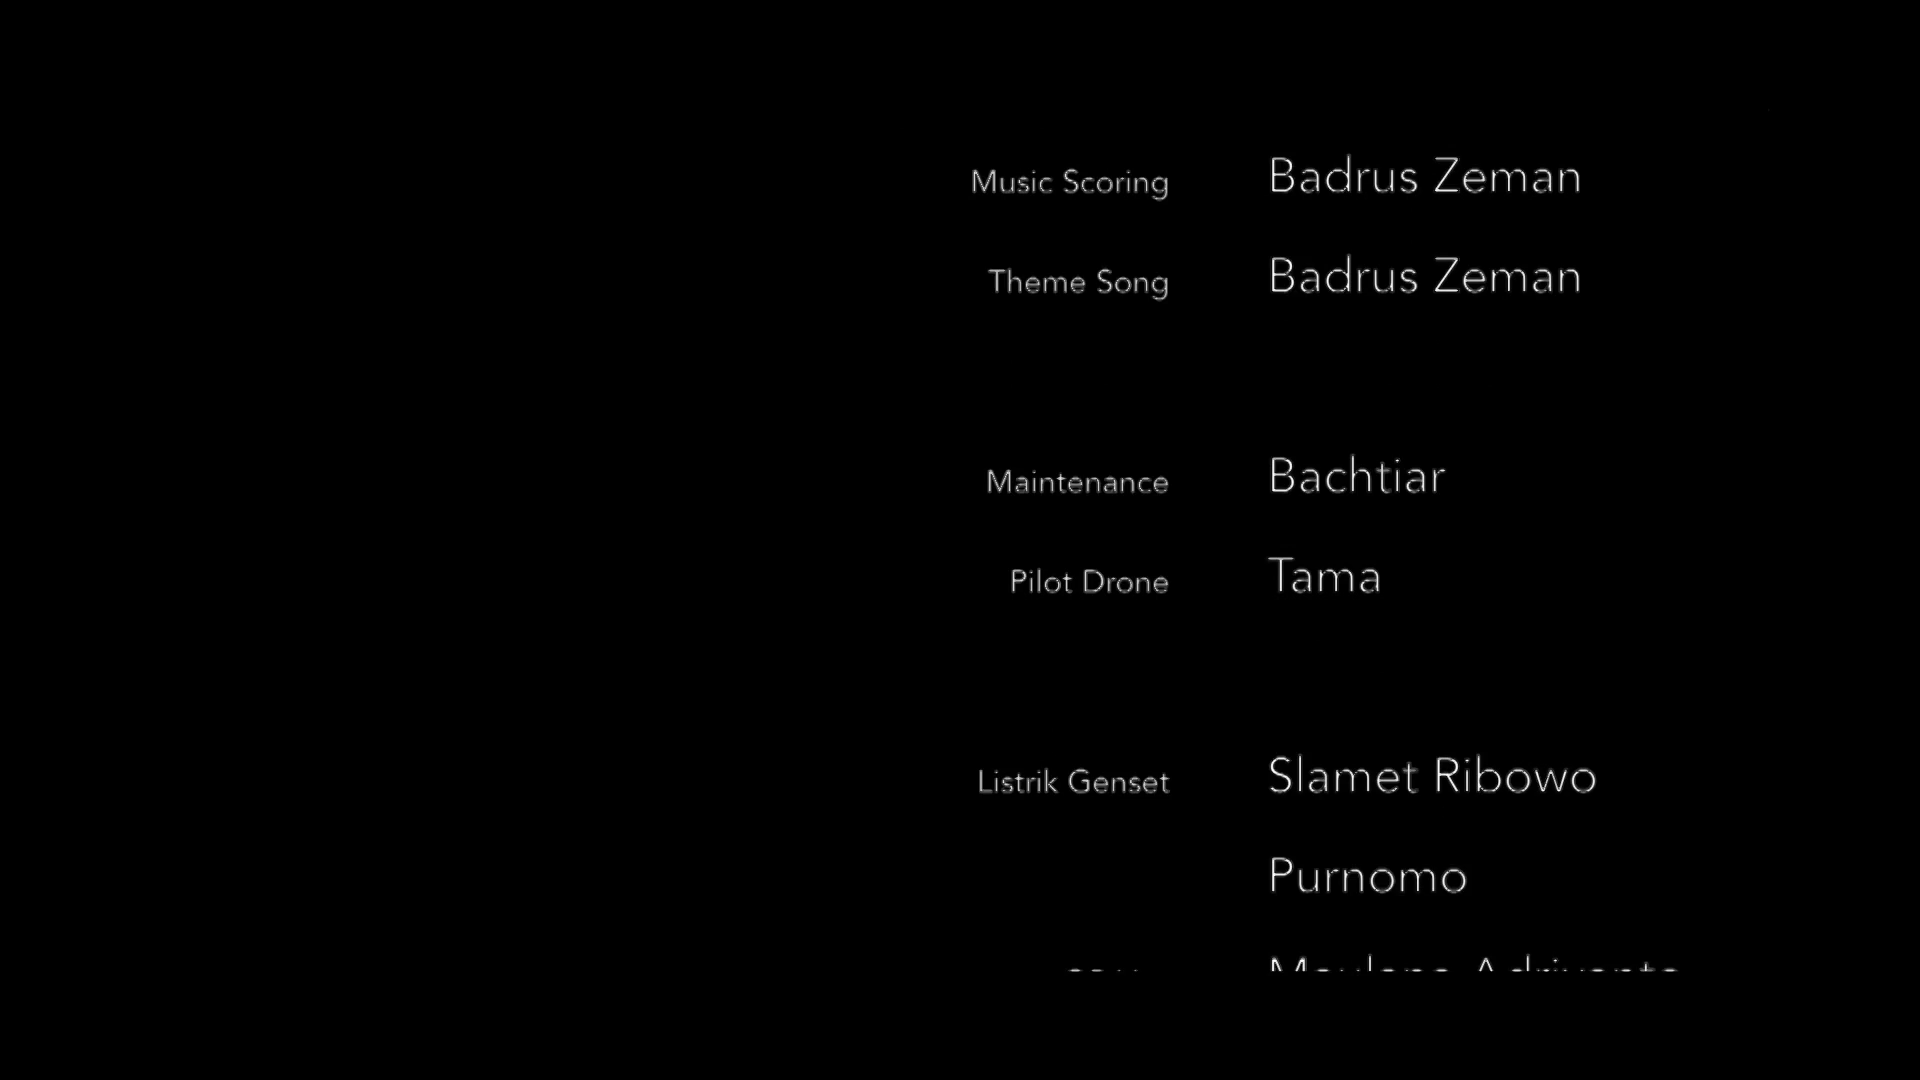 Music Scoring Badrus Zeman
Theme Song Badrus Zeman
Maintenance Bachtiar
Pilot Drone Tama
Listrik Genset Slamet Ribowo
Purnomo